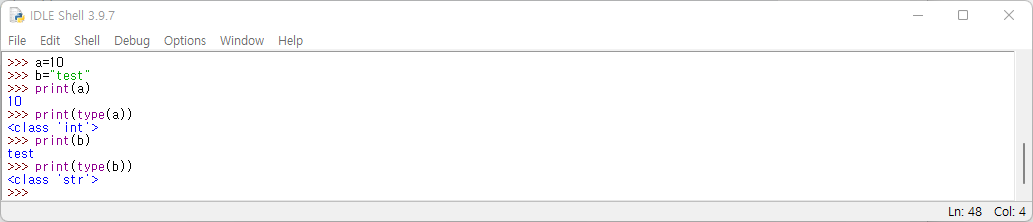 IDLE Shell 3.9.7
File Edit Shell Debug Options Window Help
>>> a=10
>>> b="test"
>>> print(a)
10
>>> print(type(a))
<class 'int'>
>>> print(b)
test
>>> print(type(b))
<class 'str'>
>>>
Ln: 48 Col: 4